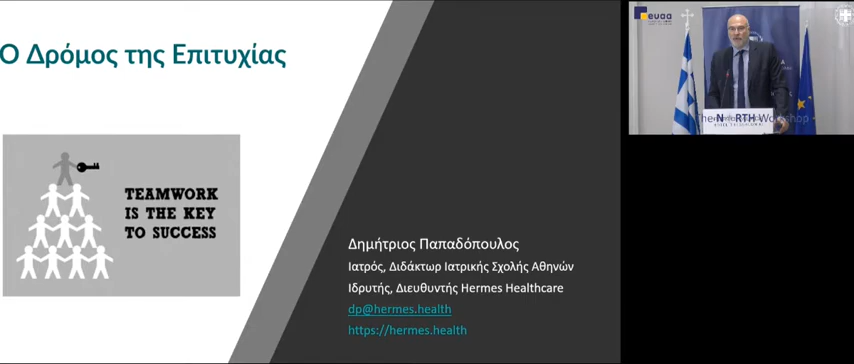 Ο Δρόμος της Επιτυχίας
TEAMWORK
IS THE KEY
TO SUCCESS
Δημήτριος Παπαδόπουλος
Ιατρός, Διδάκτωρ Ιατρικής Σχολής Αθηνών
Ιδρυτής, Διευθυντής Hermes Healthcare
dp@hermes.health
https://hermes.health
euaa